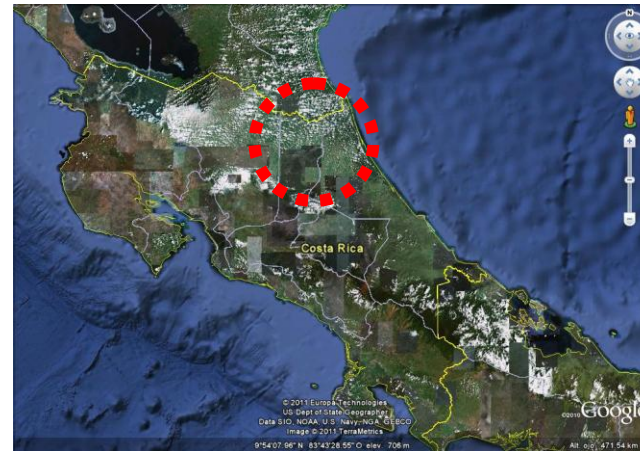 Costa Rica
© 2011 Europa Technologies
US Dept of State Geographer
Data SIO, NOAA, U.S. Navy, NGA, GEBCO
Image © 2011 TerraMetrics
©2010 Google
9°54'07.96" N 83°43'28.55" O elev. 706 m
Alt. ojo 471.54 km